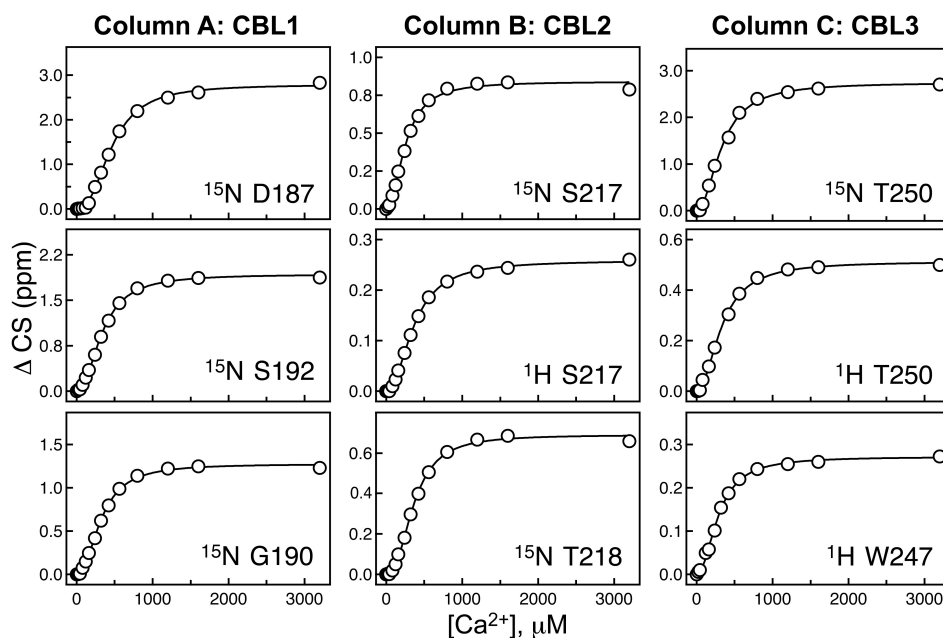 Column A: CBL1
Column B: CBL2
Column C: CBL3
Δ CS (ppm)
3.0
2.0
1.0
0.0
¹⁵N D187
1.0
0.8
0.5
0.2
0.0
¹⁵N S217
3.0
2.0
1.0
0.0
¹⁵N T250
2.2
1.5
0.8
0.0
¹⁵N S192
0.3
0.2
0.1
0.0
¹H S217
0.6
0.4
0.2
0.0
¹H T250
1.5
1.0
0.5
0.0
¹⁵N G190
0 1000 2000 3000
0.6
0.4
0.2
0.0
¹⁵N T218
0 1000 2000 3000
0.3
0.2
0.1
0.0
¹H W247
0 1000 2000 3000
[Ca²⁺], μM